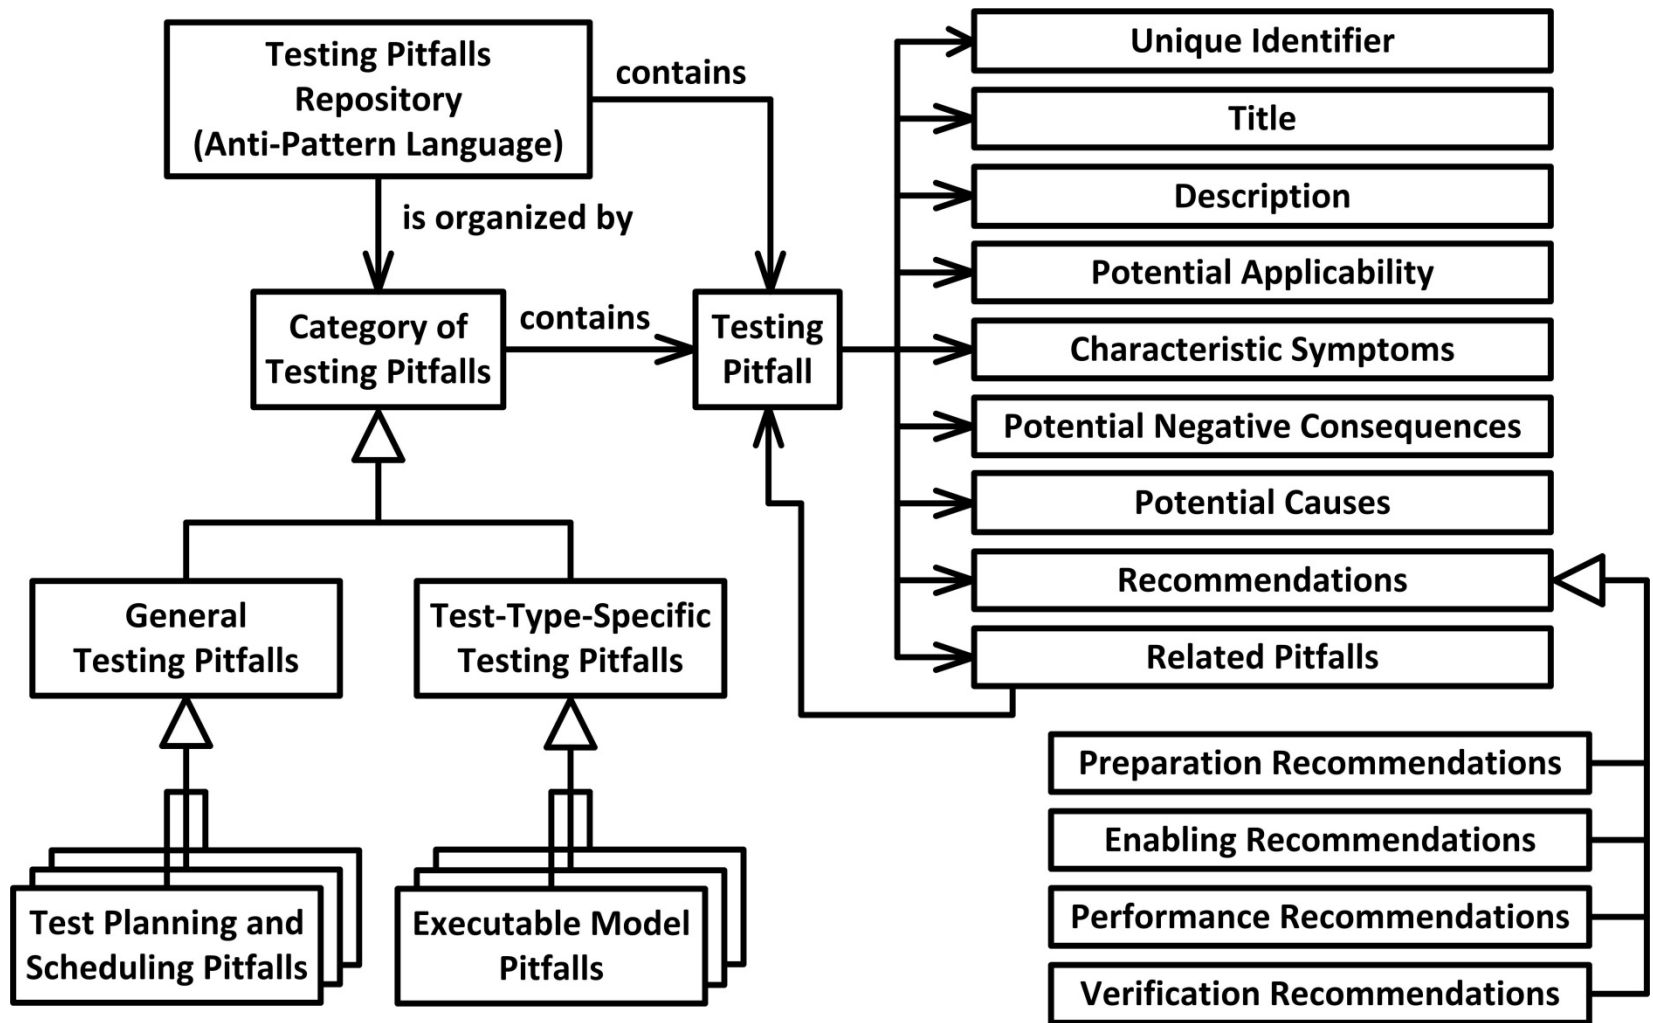 Testing Pitfalls
Repository
(Anti-Pattern Language)
contains
is organized by
Category of
Testing Pitfalls
contains
Testing
Pitfall
General
Testing Pitfalls
Test-Type-Specific
Testing Pitfalls
Test Planning and
Scheduling Pitfalls
Executable Model
Pitfalls
Unique Identifier
Title
Description
Potential Applicability
Characteristic Symptoms
Potential Negative Consequences
Potential Causes
Recommendations
Related Pitfalls
Preparation Recommendations
Enabling Recommendations
Performance Recommendations
Verification Recommendations